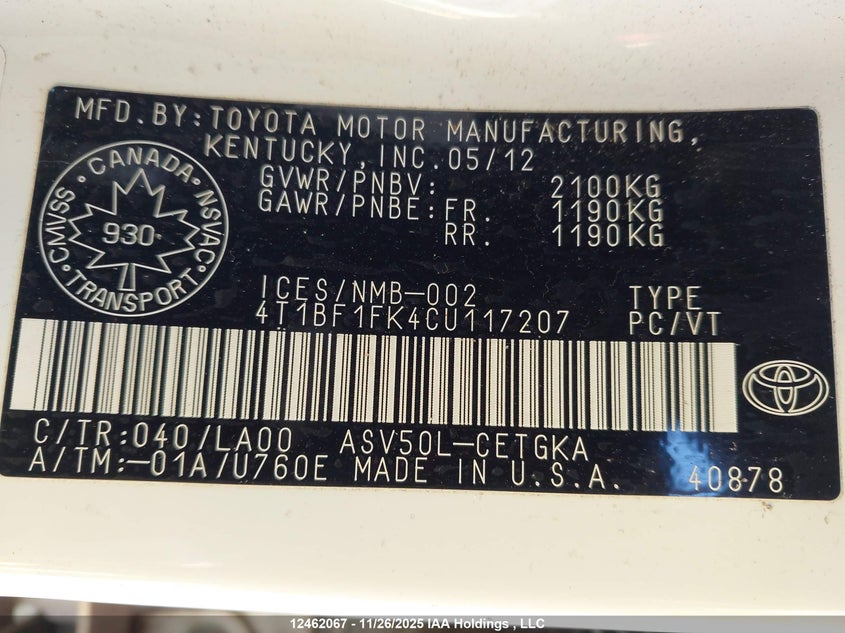 MFD.BY:TOYOTA MOTOR MANUFACTURING,
KENTUCKY,INC.05/12
GVWR/PNBV: 2100KG
GAWR/PNBE:FR. 1190KG
RR. 1190KG
CANADA
CMVSS NSVAC
930
TRANSPORT
ICES/NMB-002 TYPE
4T1BF1FK4CU117207 PC/VT
C/TR:040/LA00 ASV50L-CETGKA
A/TM:-01A/U760E MADE IN U.S.A. 40878
12462067 - 11/26/2025 IAA Holdings , LLC